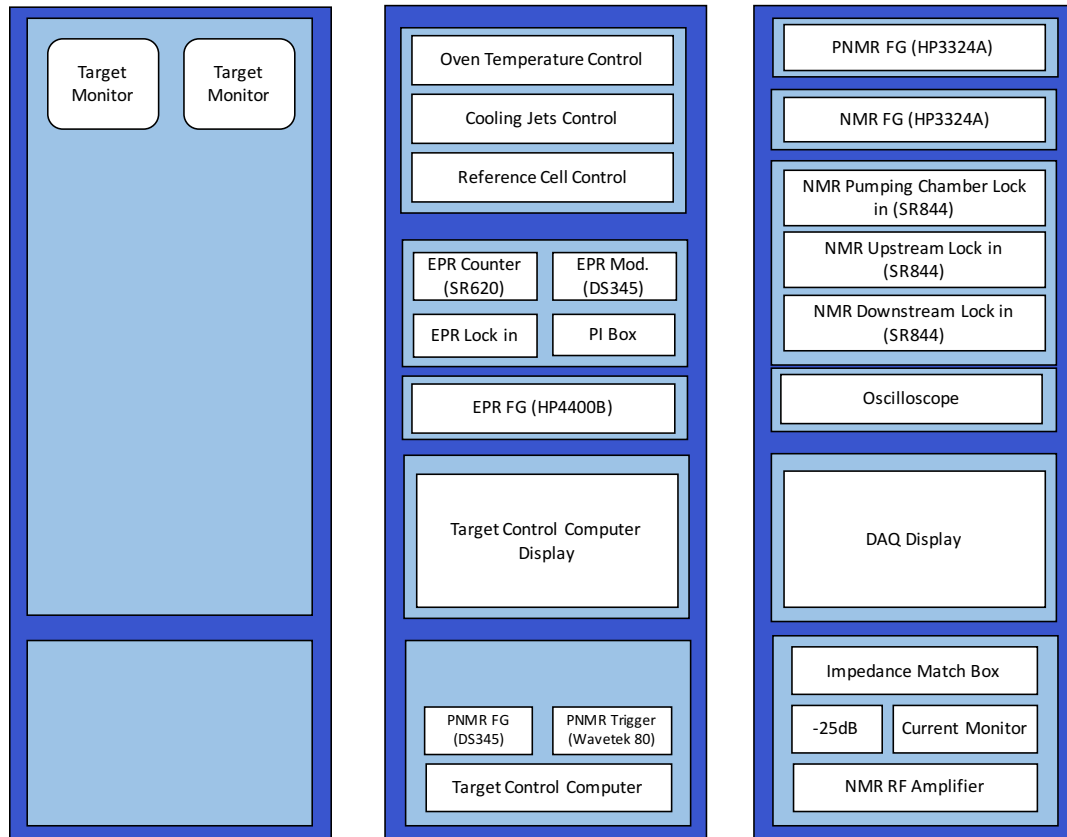 Target
Monitor
Target
Monitor
Oven Temperature Control
Cooling Jets Control
Reference Cell Control
EPR Counter
(SR620)
EPR Mod.
(DS345)
EPR Lock in
PI Box
EPR FG (HP4400B)
Target Control Computer
Display
PNMR FG
(DS345)
PNMR Trigger
(Wavetek 80)
Target Control Computer
PNMR FG (HP3324A)
NMR FG (HP3324A)
NMR Pumping Chamber Lock
in (SR844)
NMR Upstream Lock in
(SR844)
NMR Downstream Lock in
(SR844)
Oscilloscope
DAQ Display
Impedance Match Box
-25dB
Current Monitor
NMR RF Amplifier